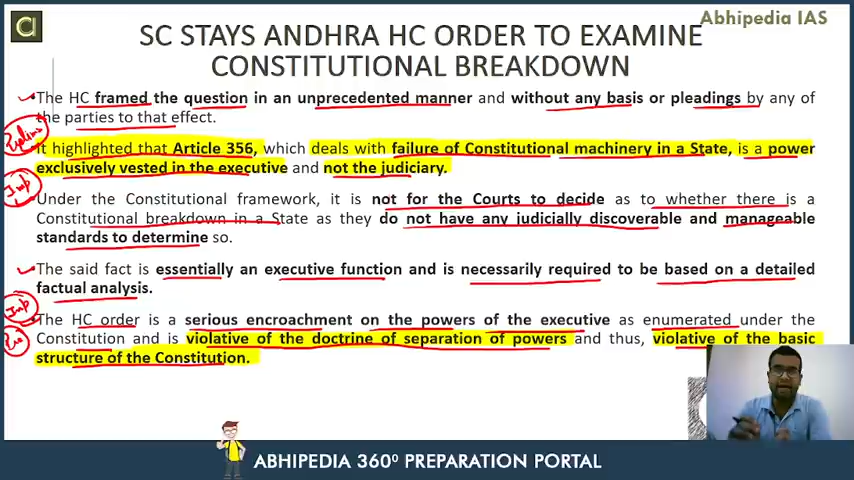 Abhipedia IAS
SC STAYS ANDHRA HC ORDER TO EXAMINE
CONSTITUTIONAL BREAKDOWN
The HC framed the question in an unprecedented manner and without any basis or pleadings by any of
the parties to that effect.
It highlighted that Article 356, which deals with failure of Constitutional machinery in a State, is a power
exclusively vested in the executive and not the judiciary.
Imp
Under the Constitutional framework, it is not for the Courts to decide as to whether there is a
Constitutional breakdown in a State as they do not have any judicially discoverable and manageable
standards to determine so.
The said fact is essentially an executive function and is necessarily required to be based on a detailed
factual analysis.
Imp
The HC order is a serious encroachment on the powers of the executive as enumerated under the
Constitution and is violative of the doctrine of separation of powers and thus, violative of the basic
structure of the Constitution.
ABHIPEDIA 360⁰ PREPARATION PORTAL